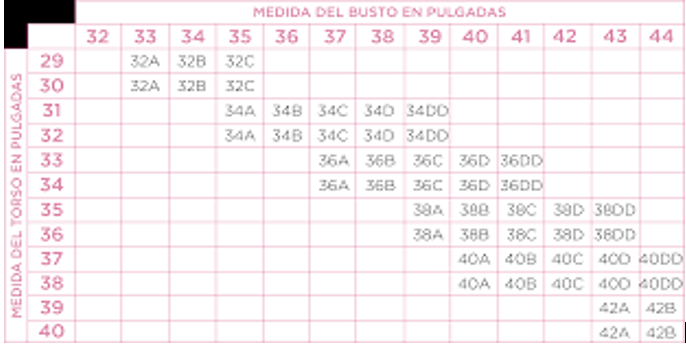 MEDIDA DEL BUSTO EN PULGADAS
32 33 34 35 36 37 38 39 40 41 42 43 44
MEDIDA DEL TORSO EN PULGADAS
29 32A 32B 32C
30 32A 32B 32C
31 34A 34B 34C 34D 34DD
32 34A 34B 34C 34D 34DD
33 36A 36B 36C 36D 36DD
34 36A 36B 36C 36D 36DD
35 38A 38B 38C 38D 38DD
36 38A 38B 38C 38D 38DD
37 40A 40B 40C 40D 40DD
38 40A 40B 40C 40D 40DD
39 42A 42B
40 42A 42B